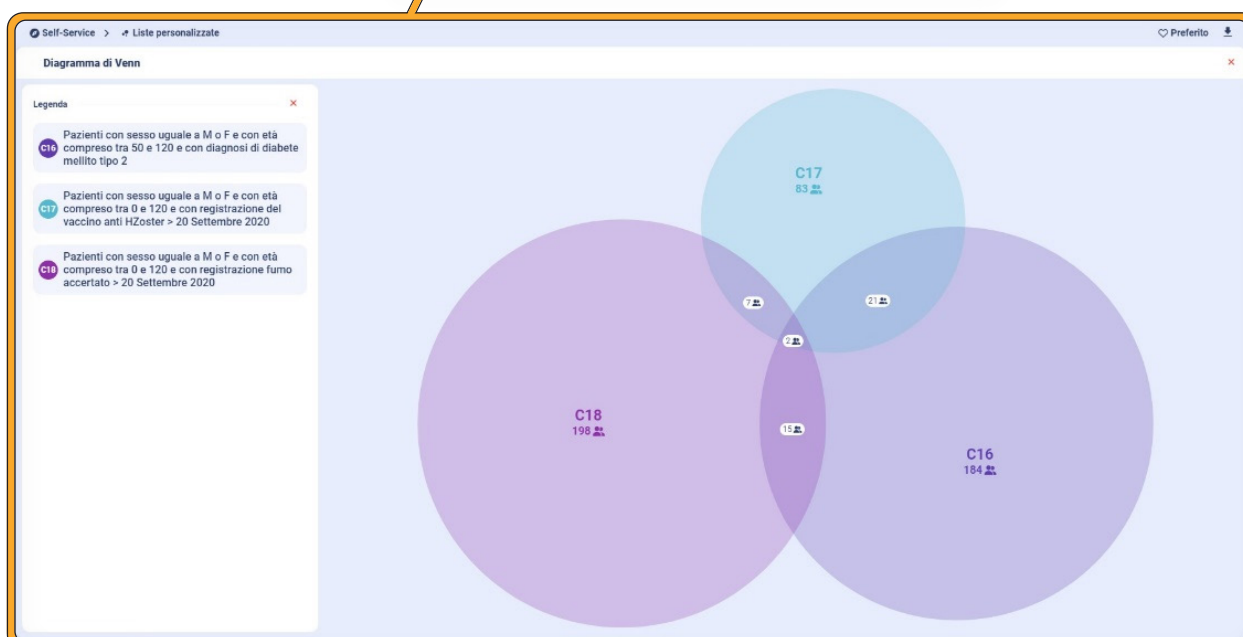 Self-Service > Liste personalizzate
Preferito
Diagramma di Venn
Legenda
C16
Pazienti con sesso uguale a M o F e con età
compreso tra 50 e 120 e con diagnosi di diabete
mellito tipo 2
C17
Pazienti con sesso uguale a M o F e con età
compreso tra 0 e 120 e con registrazione del
vaccino anti HZoster > 20 Settembre 2020
C18
Pazienti con sesso uguale a M o F e con età
compreso tra 0 e 120 e con registrazione fumo
accertato > 20 Settembre 2020
C17
83
7
21
2
C18
198
15
C16
184